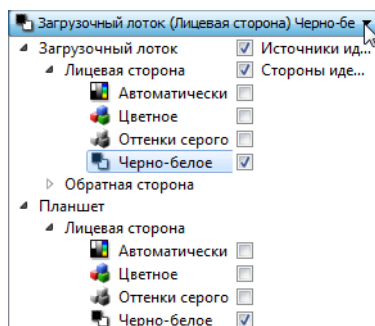 Загрузочный лоток (Лицевая сторона) Черно-бе
Загрузочный лоток Источники ид...
Лицевая сторона Стороны иде...
Автоматически
Цветное
Оттенки серого
Черно-белое
Обратная сторона
Планшет
Лицевая сторона
Автоматически
Цветное
Оттенки серого
Черно-белое